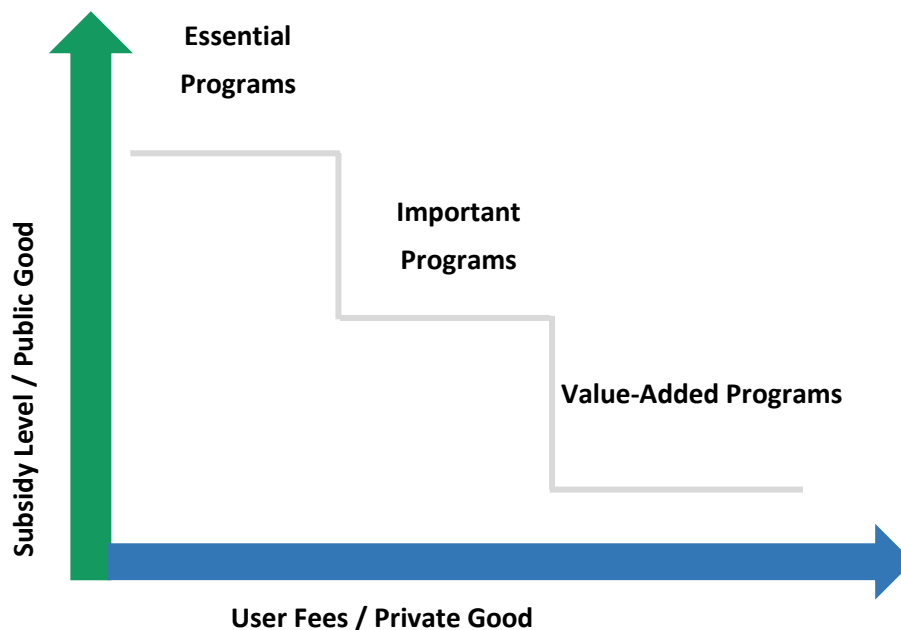 Essential
Programs
Important
Programs
Value-Added Programs
Subsidy Level / Public Good
User Fees / Private Good